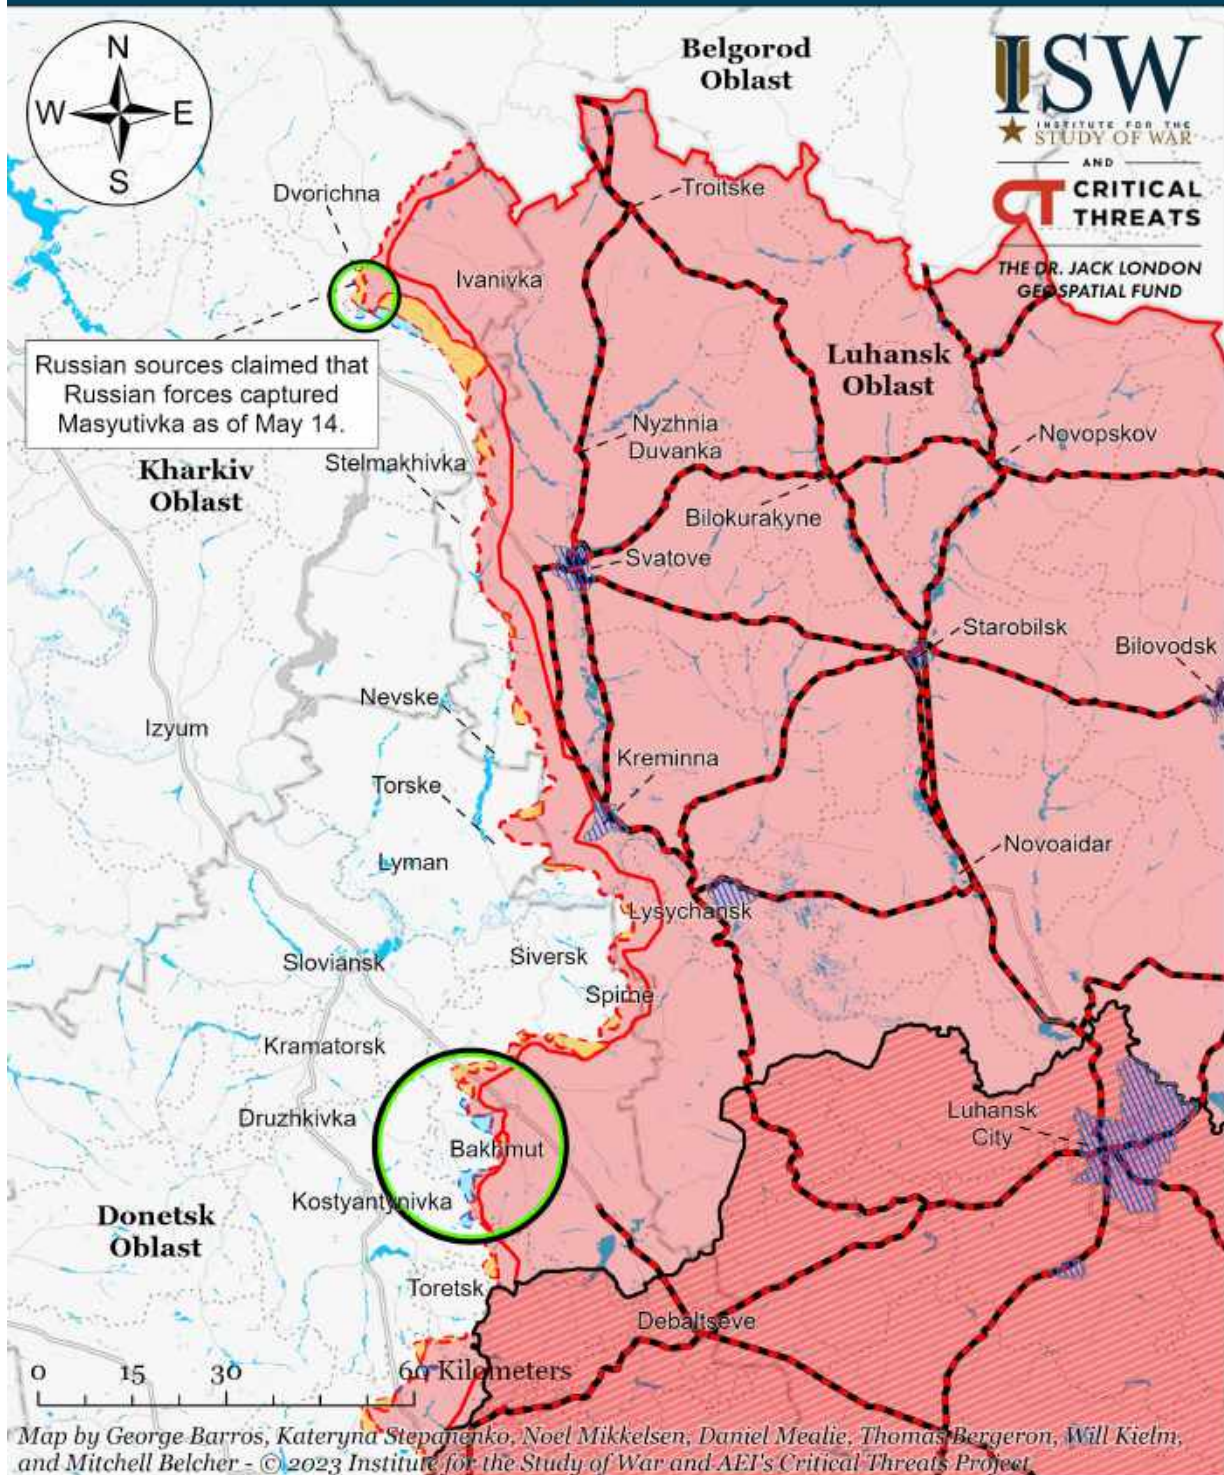 N
W E
S
Belgorod
Oblast
ISW
INSTITUTE FOR THE
STUDY OF WAR
AND
CT CRITICAL
THREATS
THE DR. JACK LONDON
GEOSPATIAL FUND
Dvorichna
Troitske
Ivanivka
Russian sources claimed that
Russian forces captured
Masyutivka as of May 14.
Luhansk
Oblast
Kharkiv
Oblast
Stelmakhivka
Nyzhnia
Duvanka
Novopskov
Bilokurakyne
Svatove
Starobilsk
Bilovodsk
Nevske
Izyum
Kreminna
Torske
Lyman
Novoaidar
Lysychansk
Siversk
Sloviansk
Spirne
Kramatorsk
Druzhkivka
Luhansk
City
Bakhmut
Kostyantynivka
Donetsk
Oblast
Toretsk
Debaltseve
0 15 30 60 Kilometers
Map by George Barros, Kateryna Stepanenko, Noel Mikkelsen, Daniel Mealie, Thomas Bergeron, Will Kielm,
and Mitchell Belcher - © 2023 Institute for the Study of War and AEI's Critical Threats Project